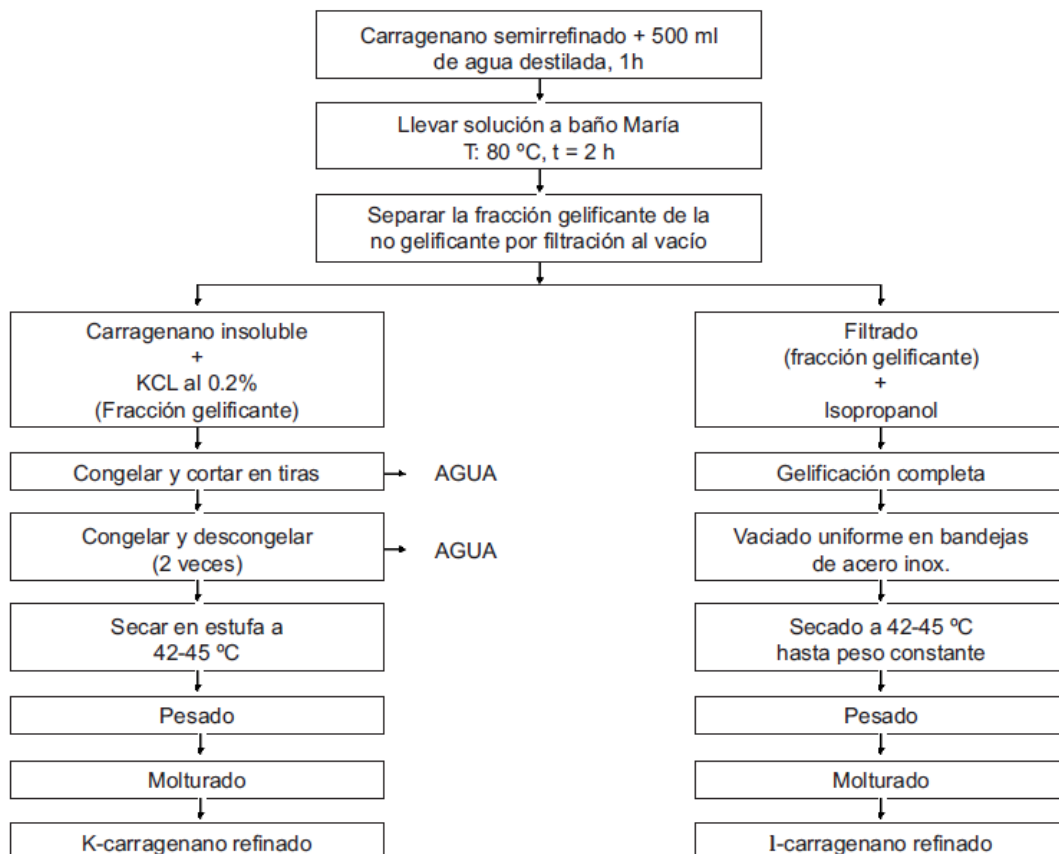 Carragenano semirrefinado + 500 ml
de agua destilada, 1h
Llevar solución a baño María
T: 80 ºC, t = 2 h
Separar la fracción gelificante de la
no gelificante por filtración al vacío
Carragenano insoluble
+
KCL al 0.2%
(Fracción gelificante)
Congelar y cortar en tiras
AGUA
Congelar y descongelar
(2 veces)
AGUA
Secar en estufa a
42-45 ºC
Pesado
Molturado
K-carragenano refinado
Filtrado
(fracción gelificante)
+
Isopropanol
Gelificación completa
Vaciado uniforme en bandejas
de acero inox.
Secado a 42-45 ºC
hasta peso constante
Pesado
Molturado
I-carragenano refinado